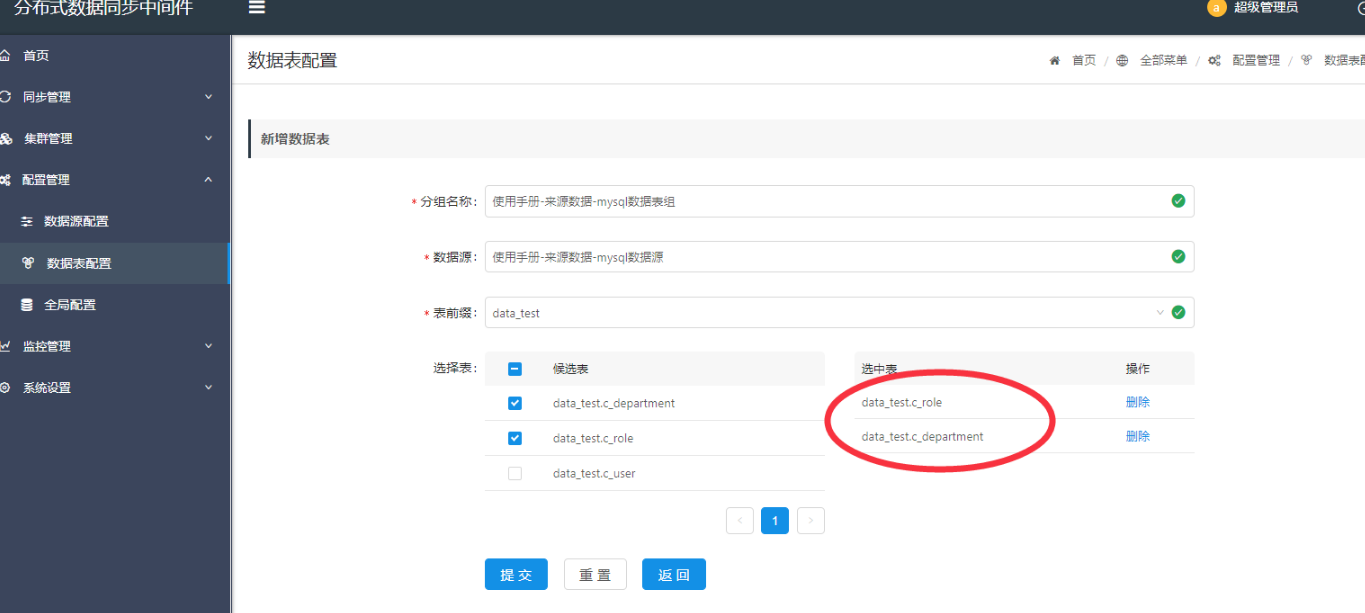 分布式数据同步中间件
a 超级管理员
首页
同步管理
集群管理
配置管理
数据源配置
数据表配置
全局配置
监控管理
系统设置
数据表配置
首页 / 全部菜单 / 配置管理 / 数据表配
新增数据表
* 分组名称: 使用手册-来源数据-mysql数据表组
* 数据源: 使用手册-来源数据-mysql数据源
* 表前缀: data_test
选择表: 候选表
data_test.c_department
data_test.c_role
data_test.c_user
选中表 操作
data_test.c_role 删除
data_test.c_department 删除
< 1 >
提 交 重 置 返 回